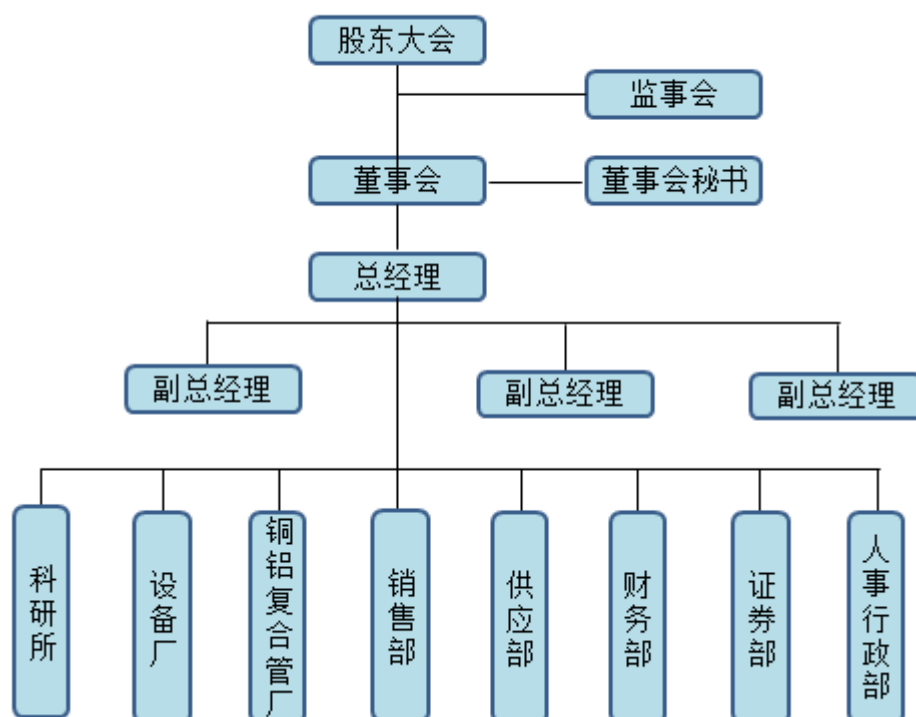 股东大会
监事会
董事会
董事会秘书
总经理
副总经理
副总经理
副总经理
科研所
设备厂
铜铝复合管厂
销售部
供应部
财务部
证券部
人事行政部